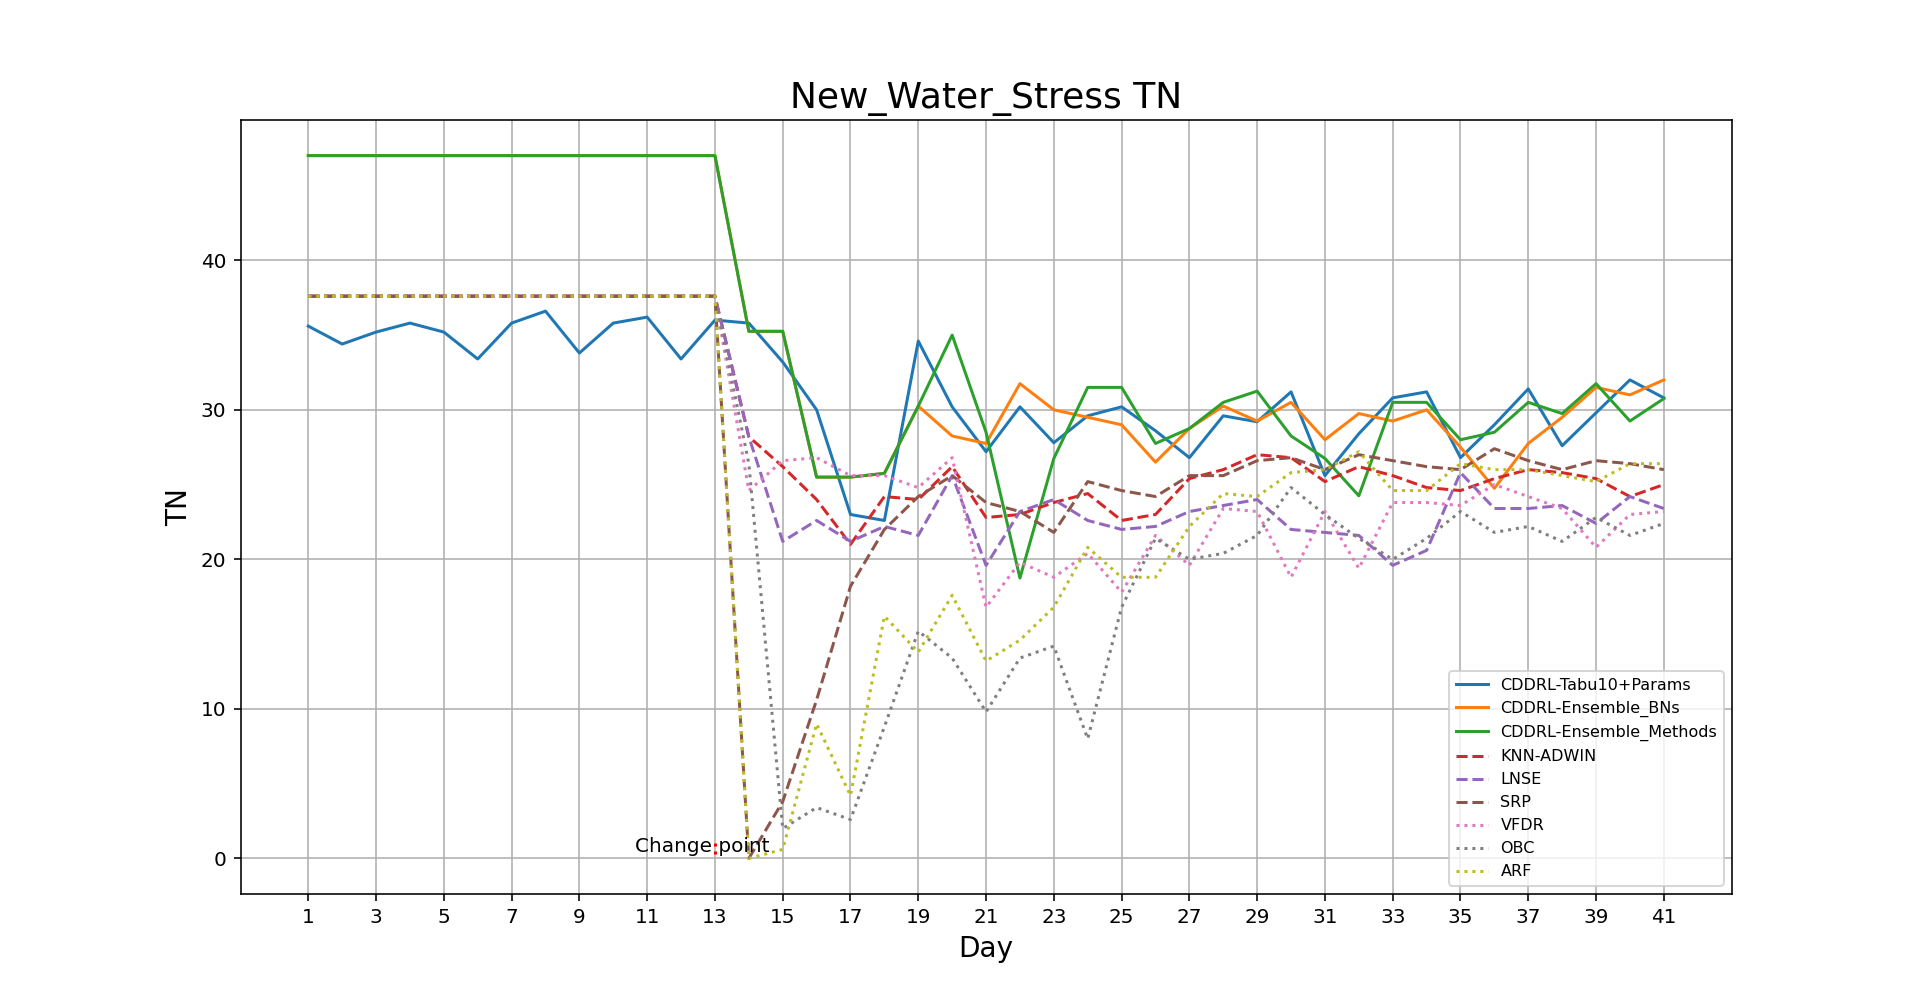 New_Water_Stress TN
TN
40
30
20
10
0
Change point
1 3 5 7 9 11 13 15 17 19 21 23 25 27 29 31 33 35 37 39 41
Day
CDDRL-Tabu10+Params
CDDRL-Ensemble_BNs
CDDRL-Ensemble_Methods
KNN-ADWIN
LNSE
SRP
VFDR
OBC
ARF